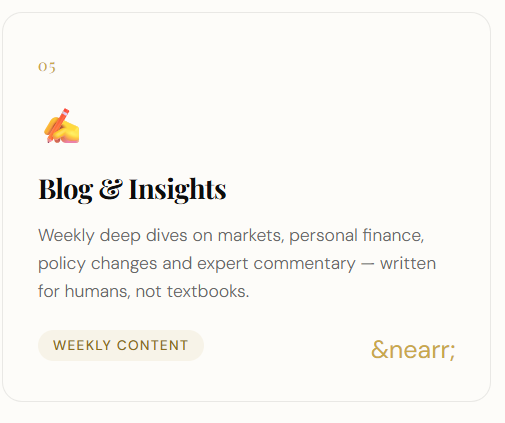 05
Blog & Insights
Weekly deep dives on markets, personal finance,
policy changes and expert commentary — written
for humans, not textbooks.
WEEKLY CONTENT
&nearr;